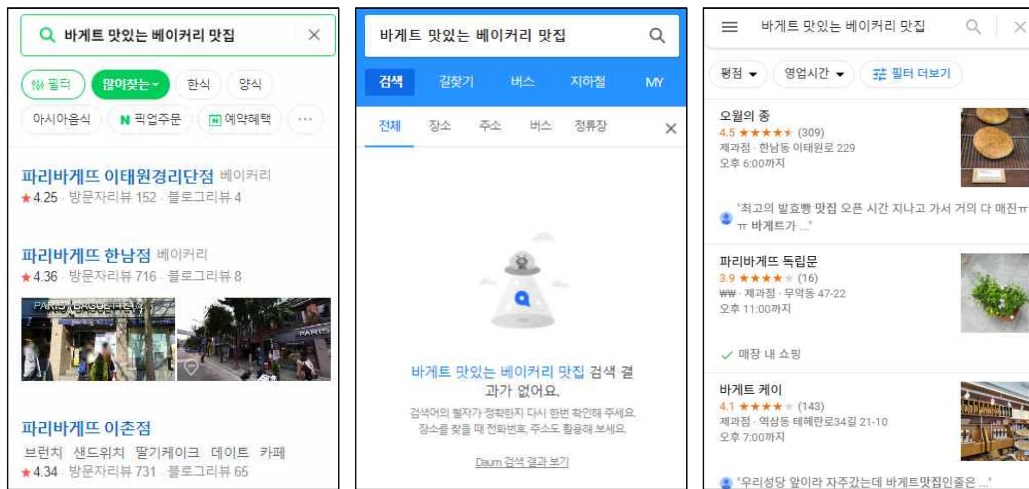 바게트 맛있는 베이커리 맛집
필터 많이찾는 한식 양식
아시아음식 N 픽업주문 예약혜택 ...
파리바게뜨 이태원경리단점 베이커리
★4.25 · 방문자리뷰 152 · 블로그리뷰 4
파리바게뜨 한남점 베이커리
★4.36 · 방문자리뷰 716 · 블로그리뷰 8
PARIS BAGUETTE
PARIS
파리바게뜨 이촌점
브런치 샌드위치 딸기케이크 데이트 카페
★4.34 · 방문자리뷰 731 · 블로그리뷰 65
바게트 맛있는 베이커리 맛집
검색 길찾기 버스 지하철 MY
전체 장소 주소 버스 정류장
바게트 맛있는 베이커리 맛집 검색 결
과가 없어요.
검색어의 철자가 정확한지 다시 한번 확인해 주세요.
장소를 찾을 때 전화번호, 주소도 활용해 보세요.
Daum 검색 결과 보기
바게트 맛있는 베이커리 맛집
평점 영업시간 필터 더보기
오월의 종
4.5 ★★★★★ (309)
제과점 · 한남동 이태원로 229
오후 6:00까지
"최고의 발효빵 맛집 오픈 시간 지나고 가서 거의 다 매진ㅠ
ㅠ 바게트가 ..."
파리바게뜨 독립문
3.9 ★★★★★ (16)
₩₩ · 제과점 · 무악동 47-22
오후 11:00까지
매장 내 쇼핑
바게트 케이
4.1 ★★★★★ (143)
제과점 · 역삼동 테헤란로34길 21-10
오후 7:00까지
"우리성당 앞이라 자주갔는데 바게트맛집인줄은 ..."